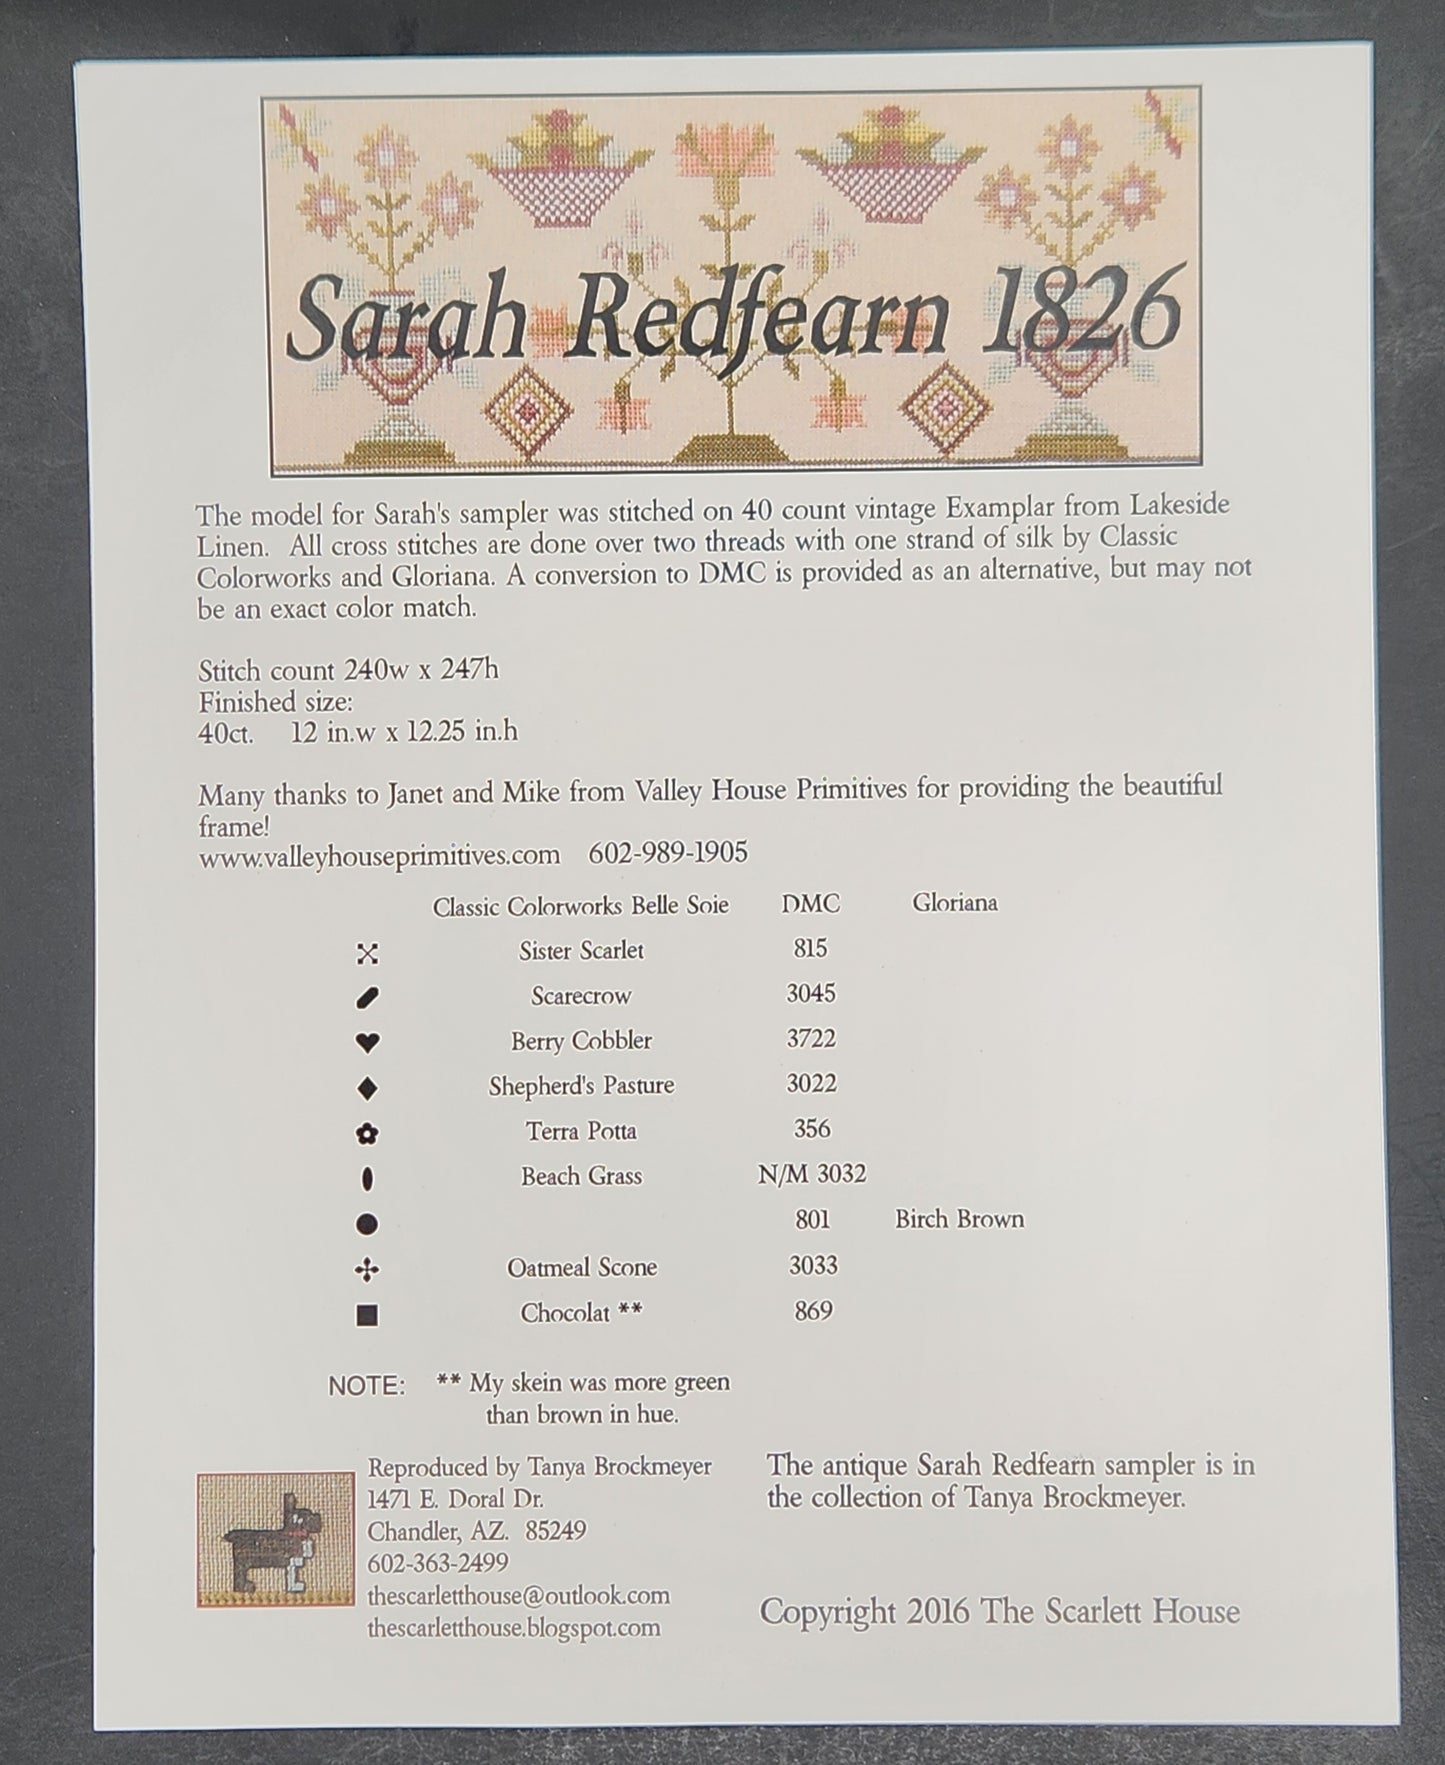 Sarah Redfearn 1826
The model for Sarah's sampler was stitched on 40 count vintage Examplar from Lakeside
Linen. All cross stitches are done over two threads with one strand of silk by Classic
Colorworks and Gloriana. A conversion to DMC is provided as an alternative, but may not
be an exact color match.
Stitch count 240w x 247h
Finished size:
40ct. 12 in.w x 12.25 in.h
Many thanks to Janet and Mike from Valley House Primitives for providing the beautiful
frame!
www.valleyhouseprimitives.com 602-989-1905
Classic Colorworks Belle Soie DMC Gloriana
Sister Scarlet 815
Scarecrow 3045
Berry Cobbler 3722
Shepherd's Pasture 3022
Terra Potta 356
Beach Grass N/M 3032
801 Birch Brown
Oatmeal Scone 3033
Chocolat ** 869
NOTE: ** My skein was more green
than brown in hue.
Reproduced by Tanya Brockmeyer
1471 E. Doral Dr.
Chandler, AZ. 85249
602-363-2499
thescarletthouse@outlook.com
thescarletthouse.blogspot.com
The antique Sarah Redfearn sampler is in
the collection of Tanya Brockmeyer.
Copyright 2016 The Scarlett House